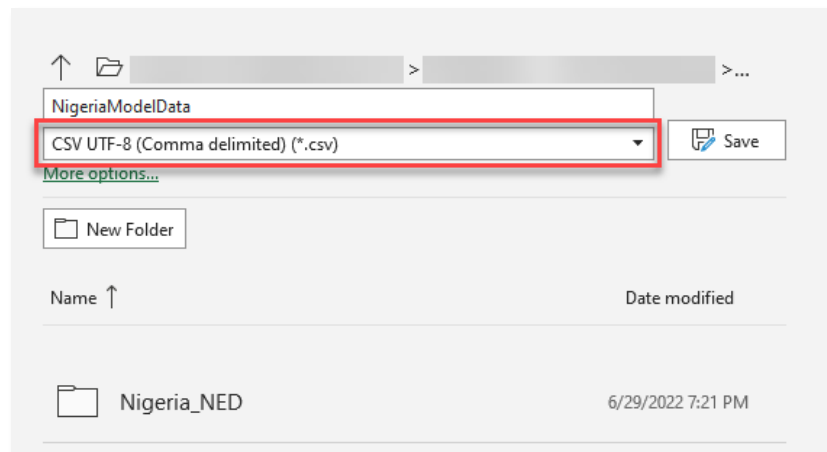 > >...
NigeriaModelData
CSV UTF-8 (Comma delimited) (*.csv)
Save
More options...
New Folder
Name ↑ Date modified
Nigeria_NED 6/29/2022 7:21 PM